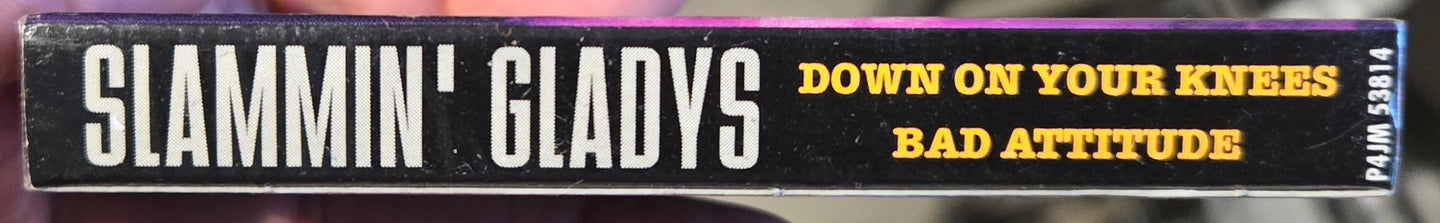 SLAMMIN' GLADYS
DOWN ON YOUR KNEES
BAD ATTITUDE
P4JM 53814